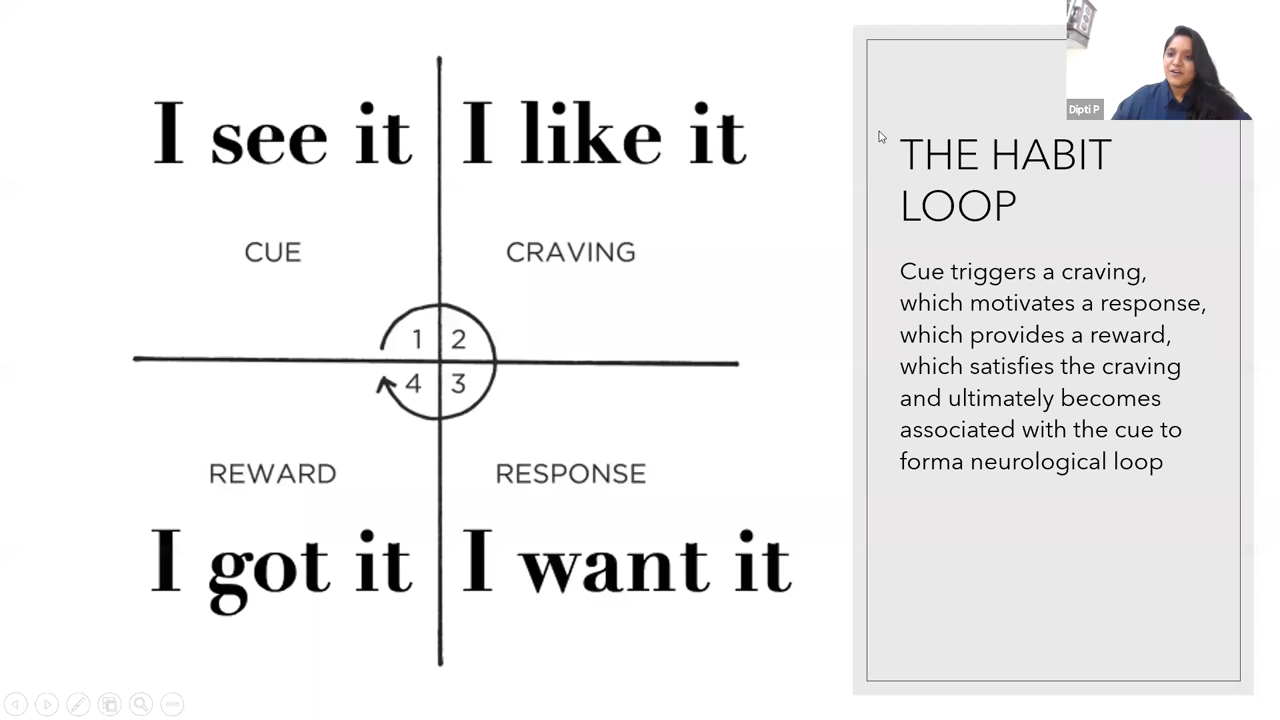 I see it
I like it
CUE
CRAVING
1
2
4
3
REWARD
RESPONSE
I got it
I want it
Dipti P
THE HABIT
LOOP
Cue triggers a craving,
which motivates a response,
which provides a reward,
which satisfies the craving
and ultimately becomes
associated with the cue to
forma neurological loop